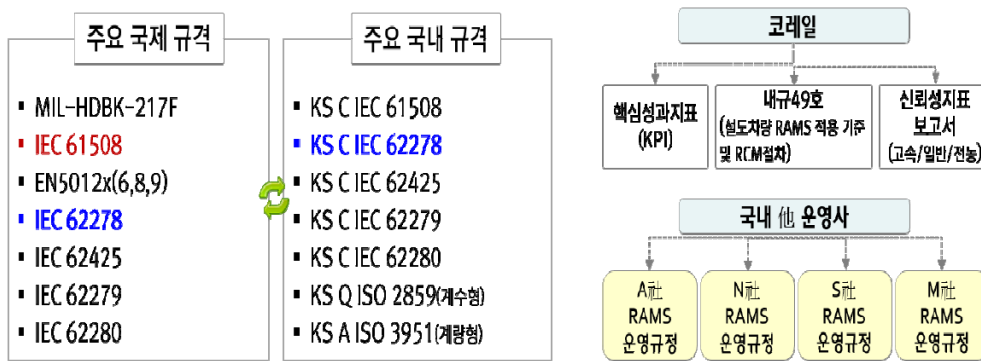 주요 국제 규격
▪ MIL-HDBK-217F
▪ IEC 61508
▪ EN5012x(6,8,9)
▪ IEC 62278
▪ IEC 62425
▪ IEC 62279
▪ IEC 62280
주요 국내 규격
▪ KS C IEC 61508
▪ KS C IEC 62278
▪ KS C IEC 62425
▪ KS C IEC 62279
▪ KS C IEC 62280
▪ KS Q ISO 2859(계수형)
▪ KS A ISO 3951(계량형)
코레일
핵심성과지표
(KPI)
내규49호
(설도차량 RAMS 적용 기준
및 RCM절차)
신뢰성지표
보고서
(고속/일반/전동)
국내 他 운영사
A社
RAMS
운영규정
N社
RAMS
운영규정
S社
RAMS
운영규정
M社
RAMS
운영규정